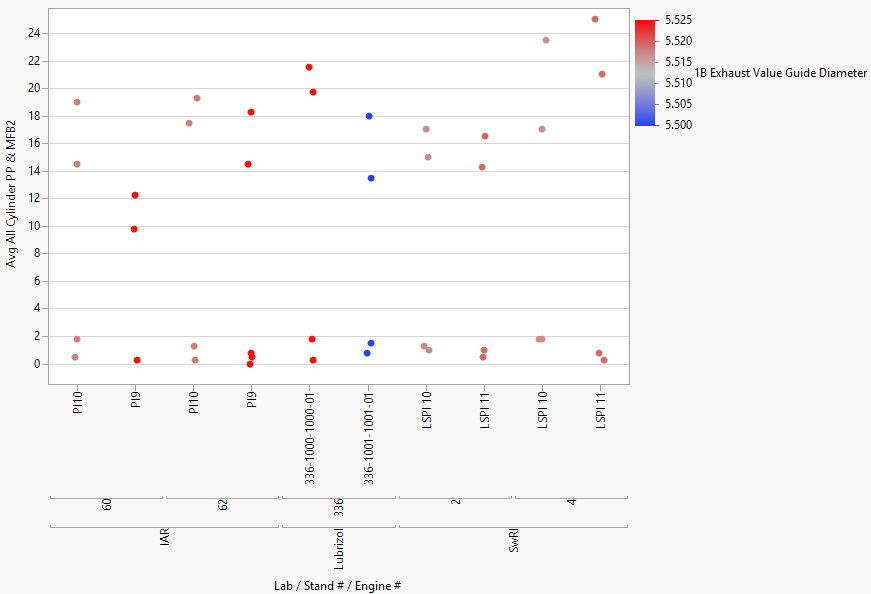 24
22
20
18
16
14
12
10
8
6
4
2
0
Avg All Cylinder PP & MFB2
5.525
5.520
5.515
5.510
5.505
5.500
1B Exhaust Value Guide Diameter
PI10
PI9
PI10
PI9
336-1000-1000-01
336-1001-1001-01
LSPI 10
LSPI 11
LSPI 10
LSPI 11
60
62
336
2
4
IAR
Lubrizol
SwRI
Lab / Stand # / Engine #